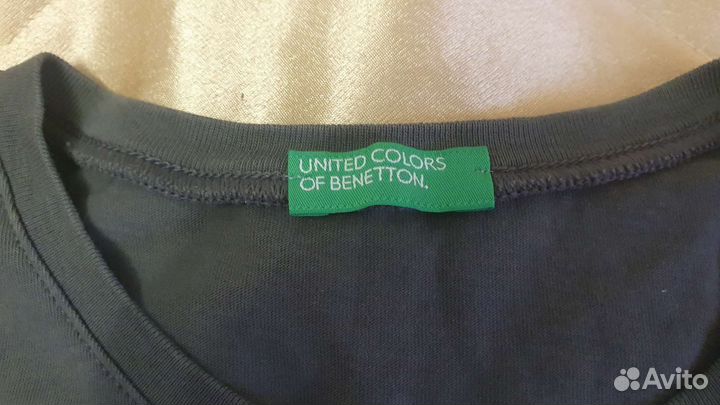 UNITED COLORS
OF BENETTON.
Avito